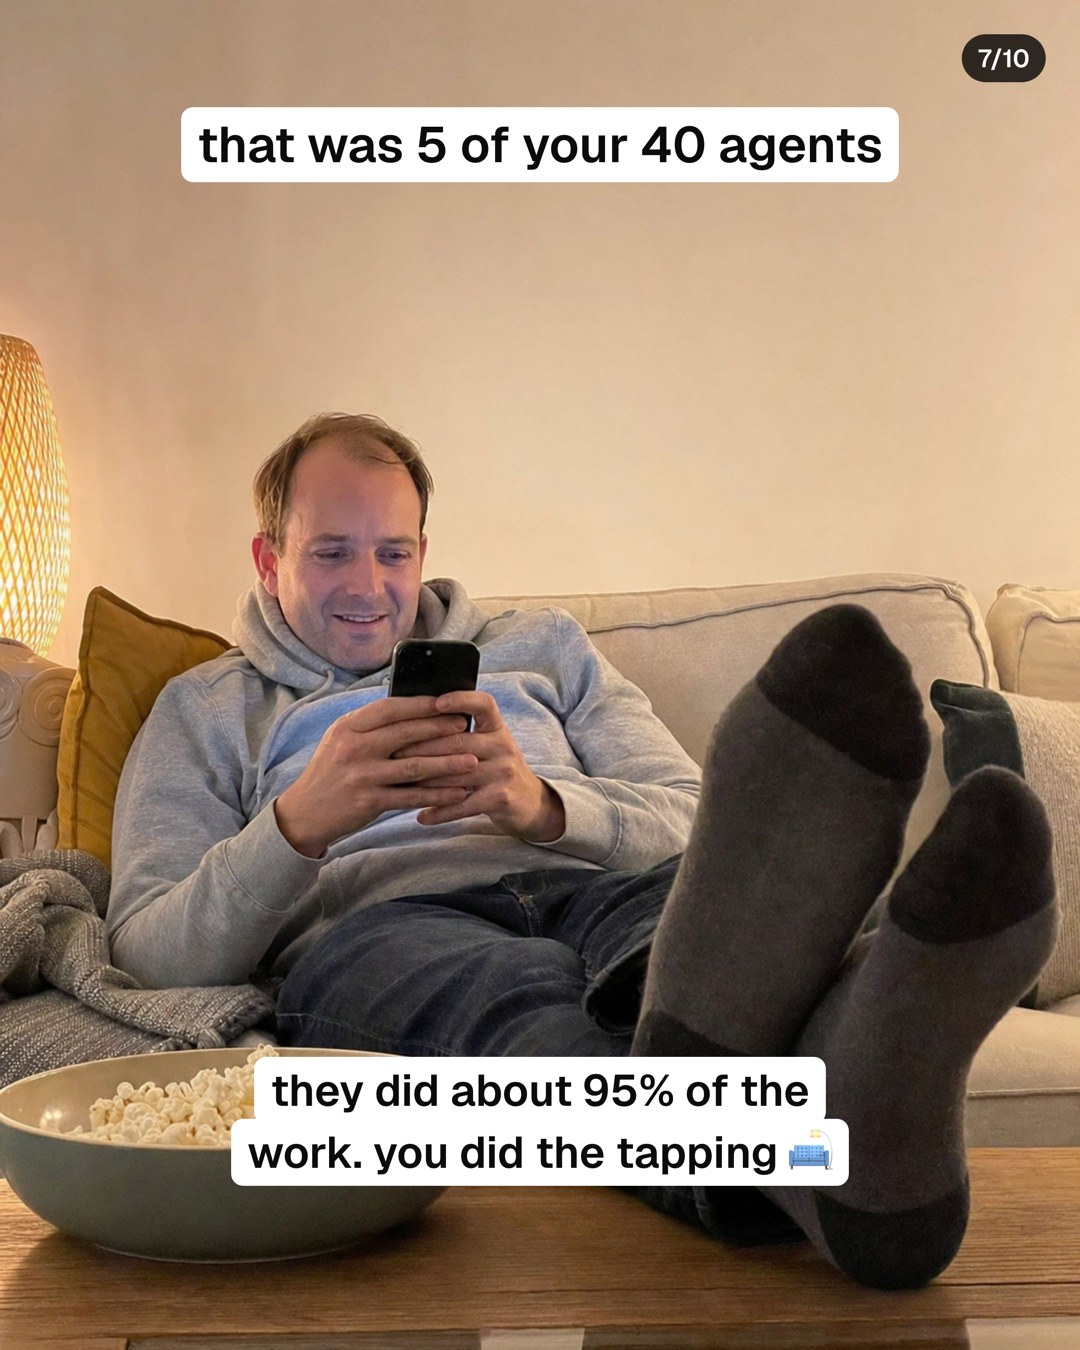 7/10
that was 5 of your 40 agents
they did about 95% of the
work. you did the tapping 🛋️